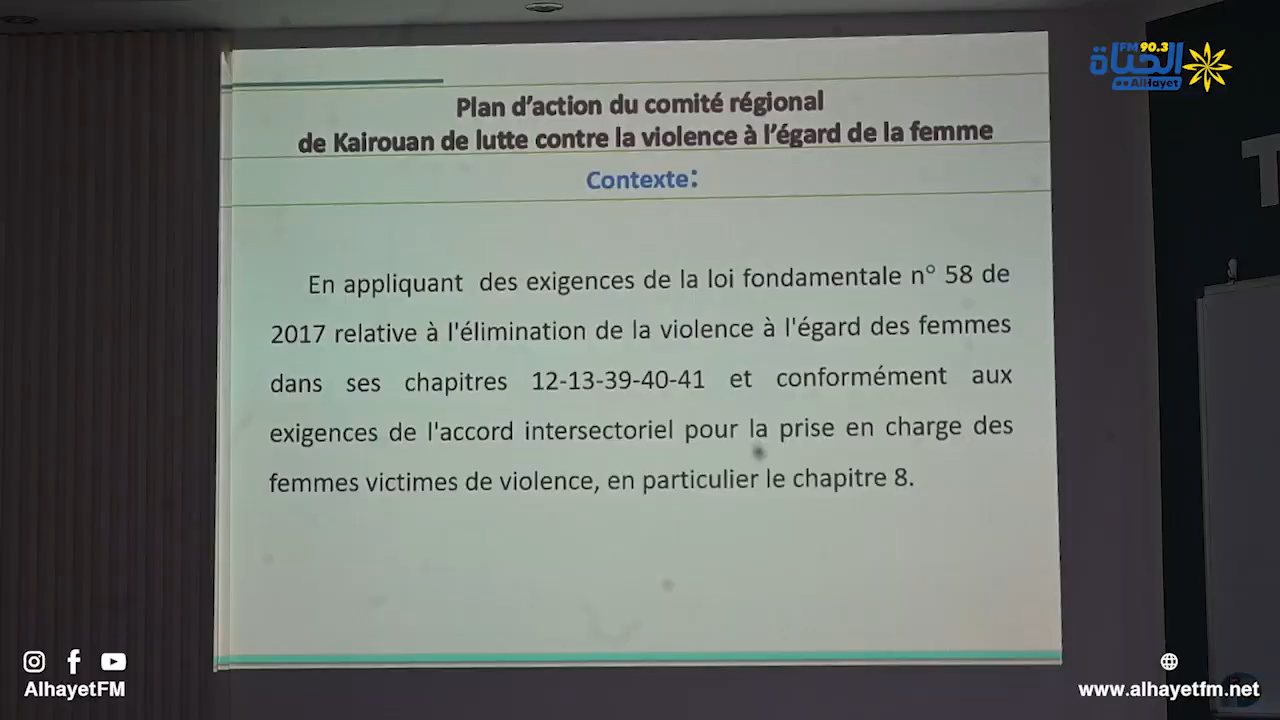 FM 90.3
الحياة
AlHayet
Plan d’action du comité régional
de Kairouan de lutte contre la violence à l’égard de la femme
Contexte:
En appliquant des exigences de la loi fondamentale n° 58 de
2017 relative à l'élimination de la violence à l'égard des femmes
dans ses chapitres 12-13-39-40-41 et conformément aux
exigences de l'accord intersectoriel pour la prise en charge des
femmes victimes de violence, en particulier le chapitre 8.
T
AlhayetFM
www.alhayetfm.net